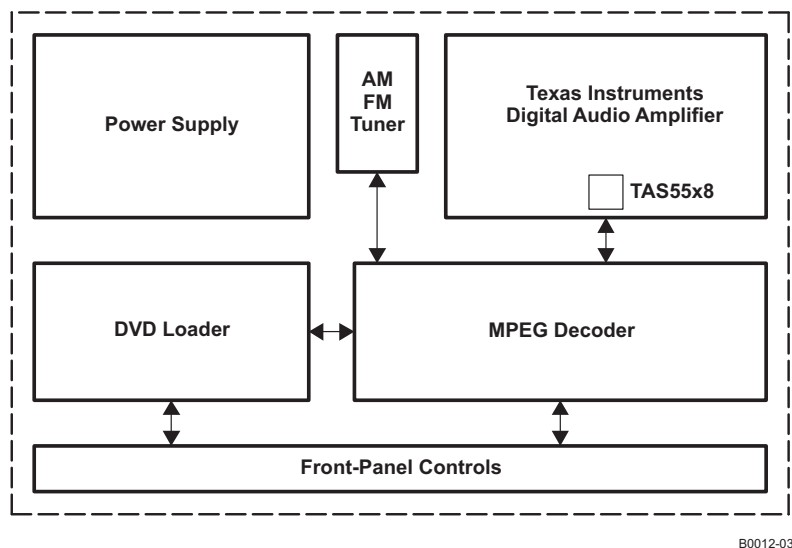 Power Supply
AM
FM
Tuner
Texas Instruments
Digital Audio Amplifier
TAS55x8
DVD Loader
MPEG Decoder
Front-Panel Controls
B0012-03